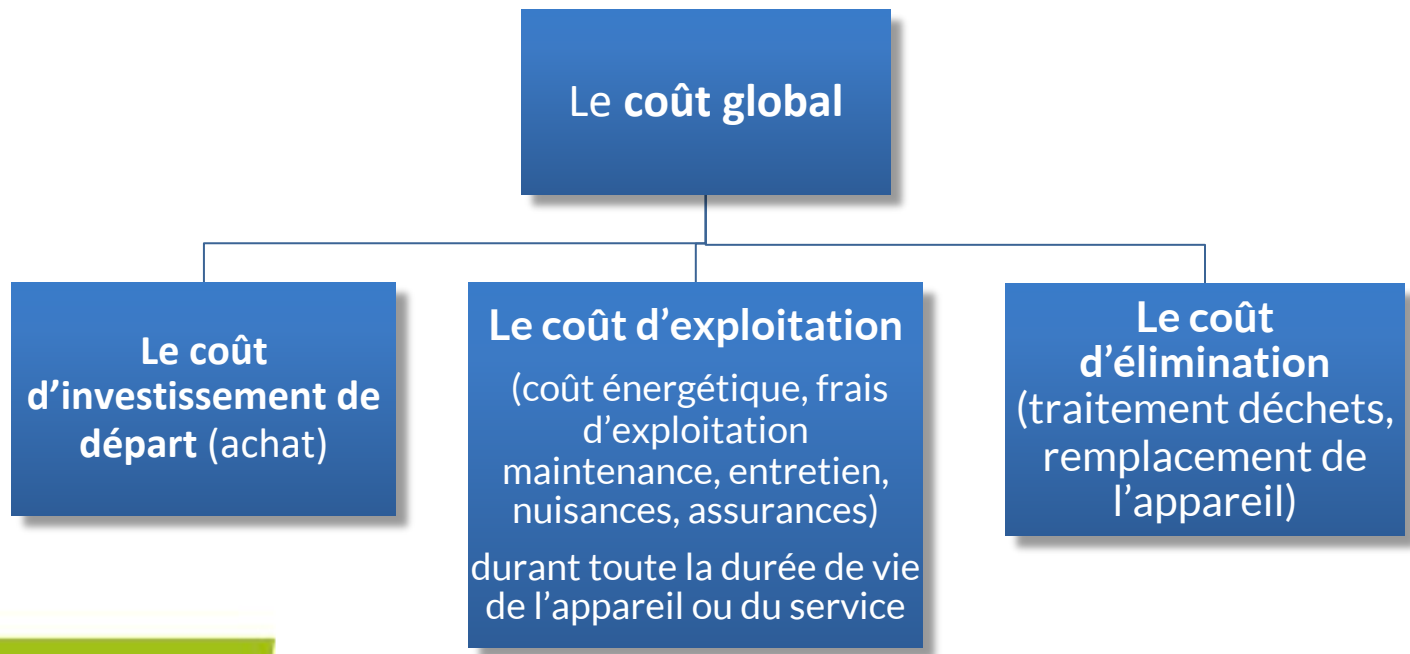 Le coût global
Le coût
d’investissement de
départ (achat)
Le coût d’exploitation
(coût énergétique, frais
d’exploitation
maintenance, entretien,
nuisances, assurances)
durant toute la durée de vie
de l’appareil ou du service
Le coût
d’élimination
(traitement déchets,
remplacement de
l’appareil)